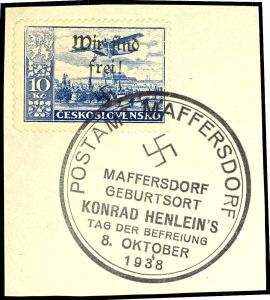 Wir sind
frei!
10
Kč
ČESKOSLOVENSKO
POSTAMT MAFFERSDORF
MAFFERSDORF
GEBURTSORT
KONRAD HENLEIN'S
TAG DER BEFREIUNG
8. OKTOBER
1938